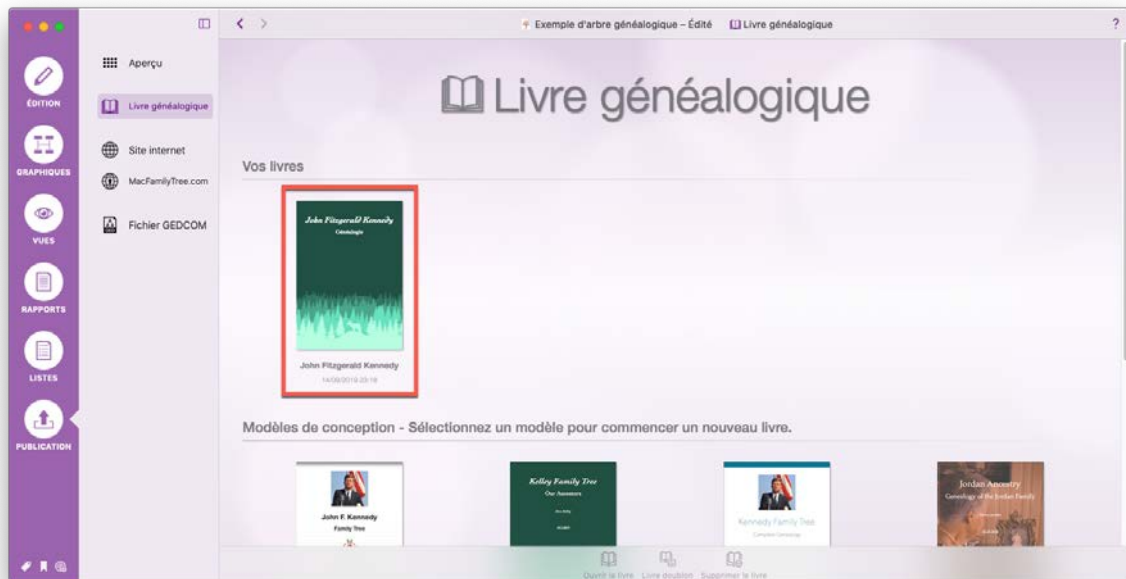 Exemple d'arbre généalogique – Édité
Livre généalogique
?
ÉDITION
GRAPHIQUES
VUES
RAPPORTS
LISTES
PUBLICATION
Aperçu
Livre généalogique
Site internet
MacFamilyTree.com
Fichier GEDCOM
Livre généalogique
Vos livres
John Fitzgerald Kennedy
Généalogie
John Fitzgerald Kennedy
Modèles de conception - Sélectionnez un modèle pour commencer un nouveau livre.
John F. Kennedy
Family Tree
Kelley Family Tree
Our Ancestors
Kennedy Family Tree
Complete Genealogy
Jordan Ancestry
Genealogy of the Jordan Family
Ouvrir le livre
Livre doublon
Supprimer le livre